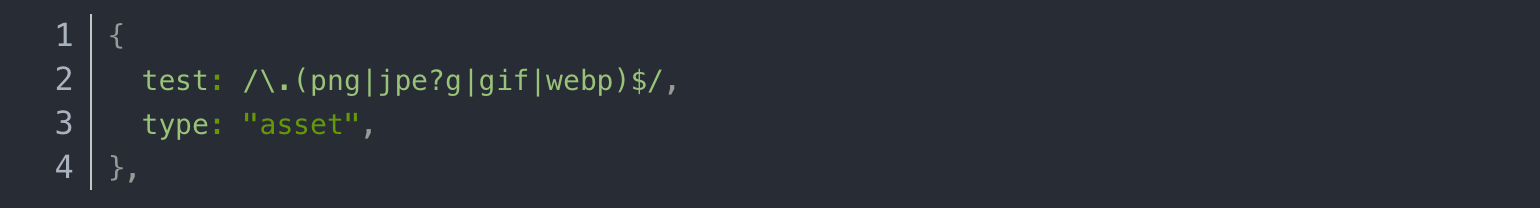 1 {
2   test: /\.(png|jpe?g|gif|webp)$/,
3   type: "asset",
4 },